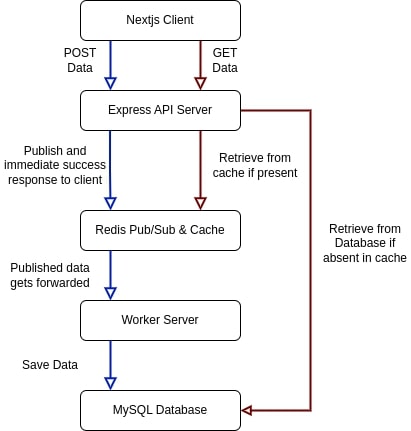 Nextjs Client
POST
Data
GET
Data
Express API Server
Publish and
immediate success
response to client
Retrieve from
cache if present
Retrieve from
Database if
absent in cache
Redis Pub/Sub & Cache
Published data
gets forwarded
Worker Server
Save Data
MySQL Database